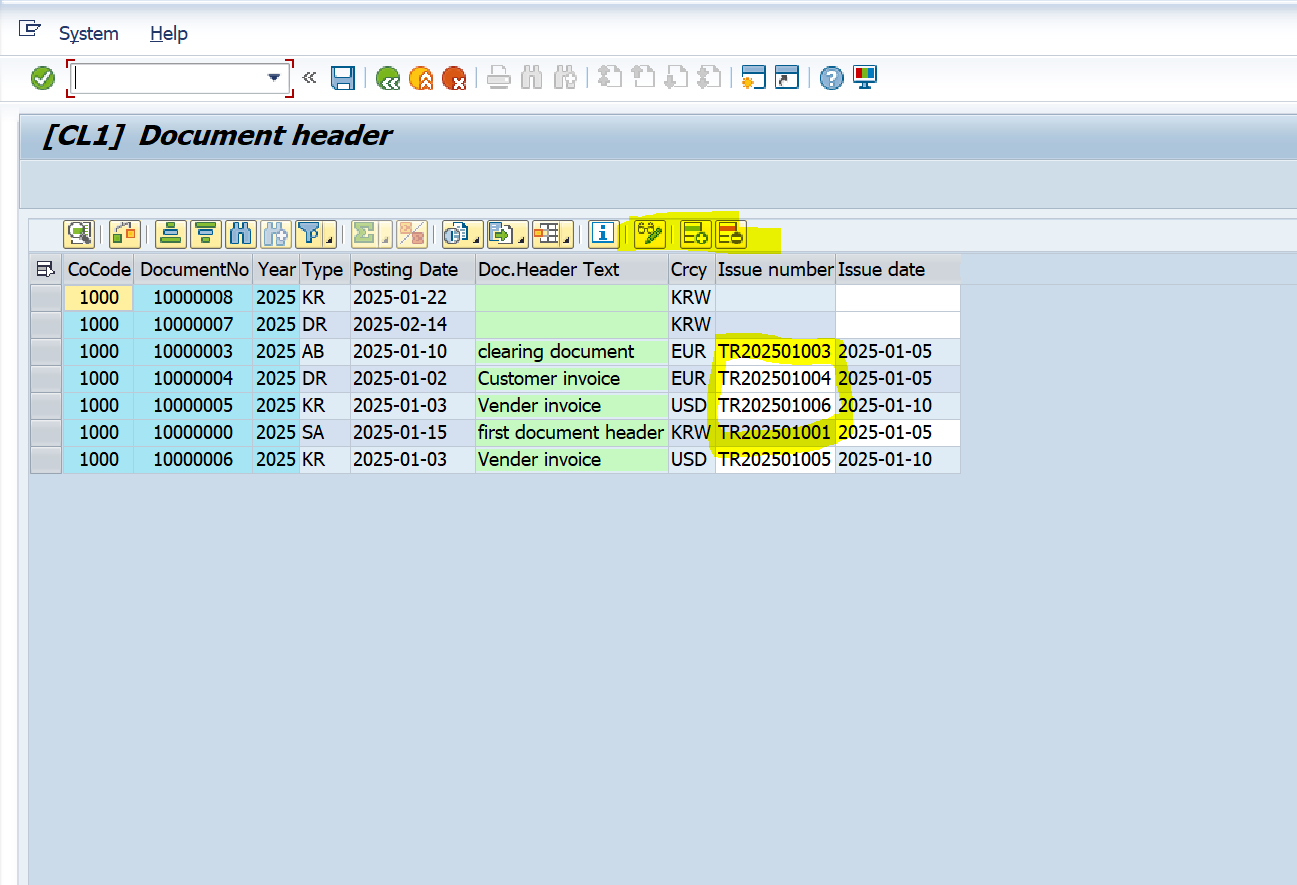 System Help
[CL1] Document header
CoCode DocumentNo Year Type Posting Date Doc.Header Text Crcy Issue number Issue date
1000 10000008 2025 KR 2025-01-22 KRW
1000 10000007 2025 DR 2025-02-14 KRW
1000 10000003 2025 AB 2025-01-10 clearing document EUR TR202501003 2025-01-05
1000 10000004 2025 DR 2025-01-02 Customer invoice EUR TR202501004 2025-01-05
1000 10000005 2025 KR 2025-01-03 Vender invoice USD TR202501006 2025-01-10
1000 10000000 2025 SA 2025-01-15 first document header KRW TR202501001 2025-01-05
1000 10000006 2025 KR 2025-01-03 Vender invoice USD TR202501005 2025-01-10